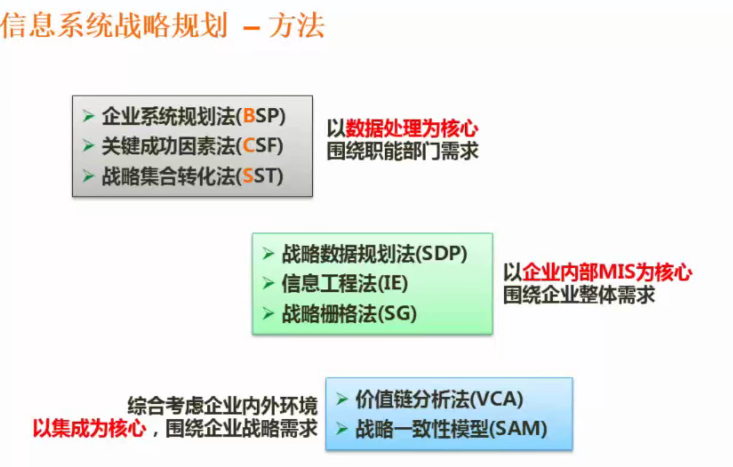 信息系统战略规划 – 方法
➢ 企业系统规划法(BSP)
➢ 关键成功因素法(CSF)
➢ 战略集合转化法(SST)
以数据处理为核心
围绕职能部门需求
➢ 战略数据规划法(SDP)
➢ 信息工程法(IE)
➢ 战略栅格法(SG)
以企业内部MIS为核心
围绕企业整体需求
综合考虑企业内外环境
以集成为核心，围绕企业战略需求
➢ 价值链分析法(VCA)
➢ 战略一致性模型(SAM)